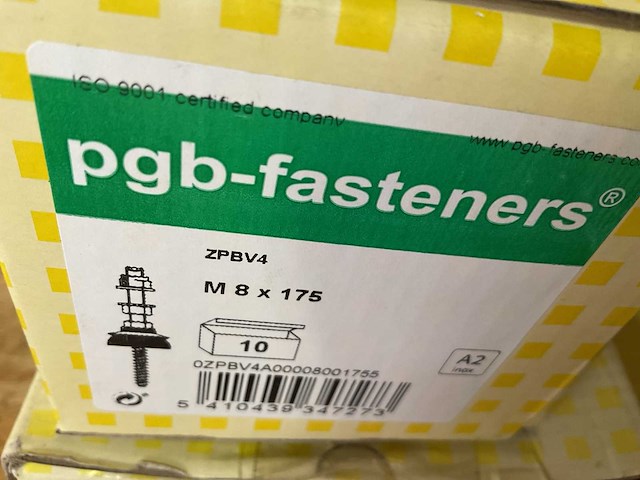 ISO 9001 certified company
www.pgb-fasteners.co
pgb-fasteners®
ZPBV4
M 8 x 175
10
A2
inox
0ZPBV4A00008001755
5 410439 347273